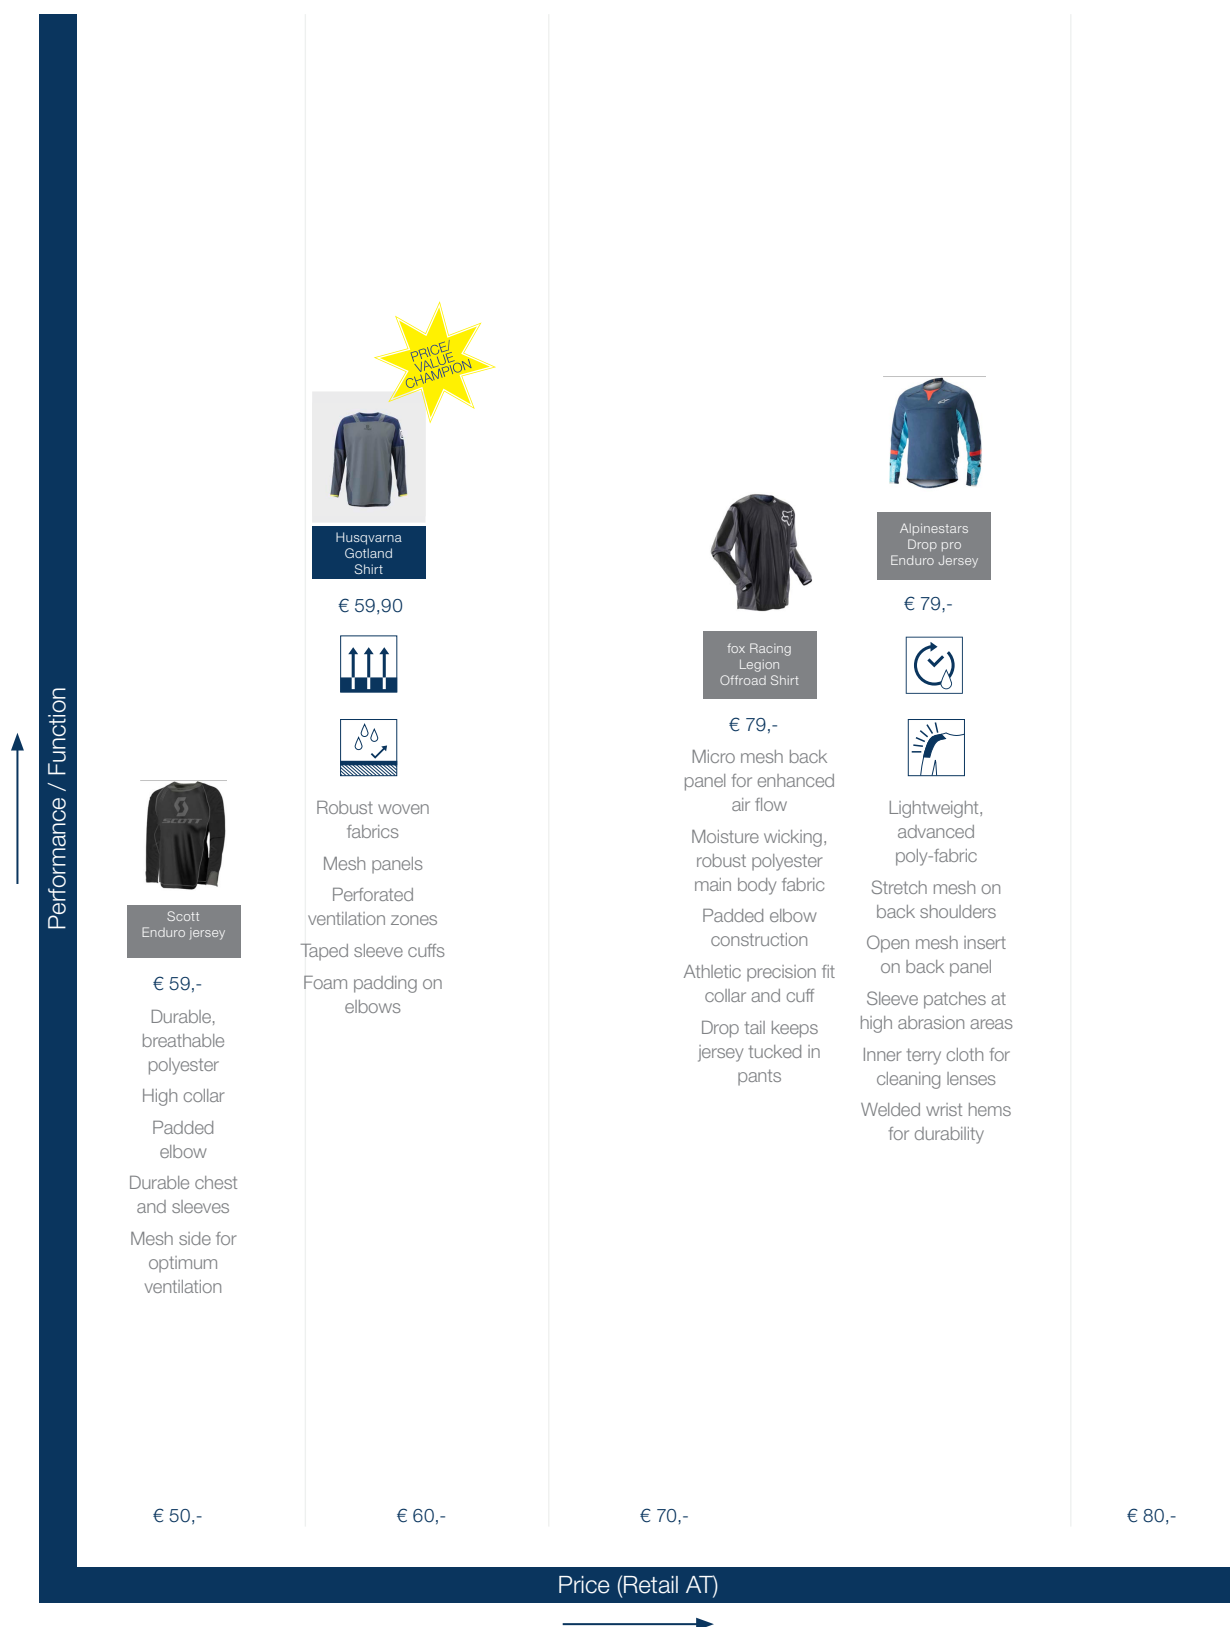 Performance / Function
PRICE/
VALUE
CHAMPION
Husqvarna
Gotland
Shirt
€ 59,90
Robust woven
fabrics
Mesh panels
Perforated
ventilation zones
Taped sleeve cuffs
Foam padding on
elbows
SCOTT
Scott
Enduro jersey
€ 59,-
Durable,
breathable
polyester
High collar
Padded
elbow
Durable chest
and sleeves
Mesh side for
optimum
ventilation
fox Racing
Legion
Offroad Shirt
€ 79,-
Micro mesh back
panel for enhanced
air flow
Moisture wicking,
robust polyester
main body fabric
Padded elbow
construction
Athletic precision fit
collar and cuff
Drop tail keeps
jersey tucked in
pants
Alpinestars
Drop pro
Enduro Jersey
€ 79,-
Lightweight,
advanced
poly-fabric
Stretch mesh on
back shoulders
Open mesh insert
on back panel
Sleeve patches at
high abrasion areas
Inner terry cloth for
cleaning lenses
Welded wrist hems
for durability
€ 50,-
€ 60,-
€ 70,-
€ 80,-
Price (Retail AT)